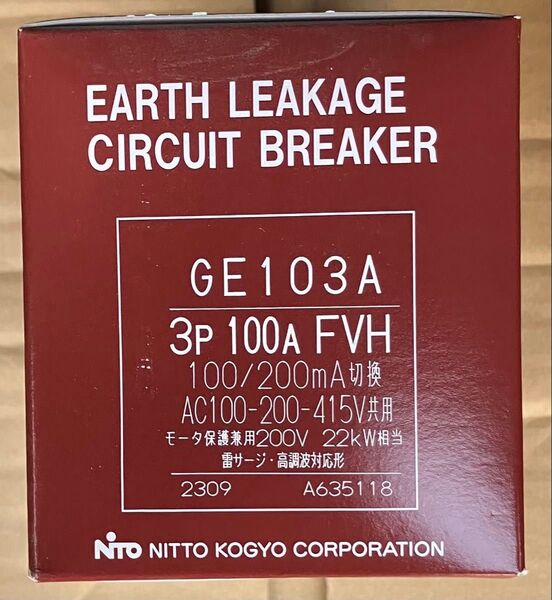 EARTH LEAKAGE
CIRCUIT BREAKER
GE103A
3P 100A FVH
100/200mA切換
AC100-200-415V共用
モータ保護兼用200V 22kW相当
雷サージ・高調波対応形
2309 A635118
NITO NITTO KOGYO CORPORATION